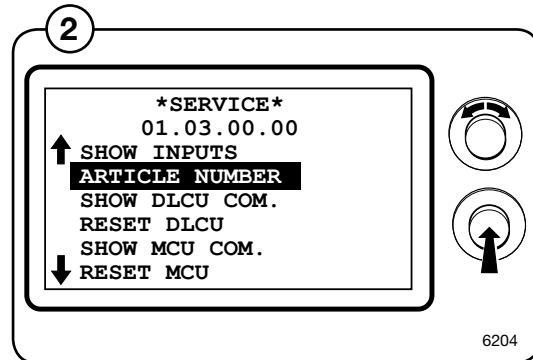 2
*SERVICE*
01.03.00.00
SHOW INPUTS
ARTICLE NUMBER
SHOW DLCU COM.
RESET DLCU
SHOW MCU COM.
RESET MCU
6204